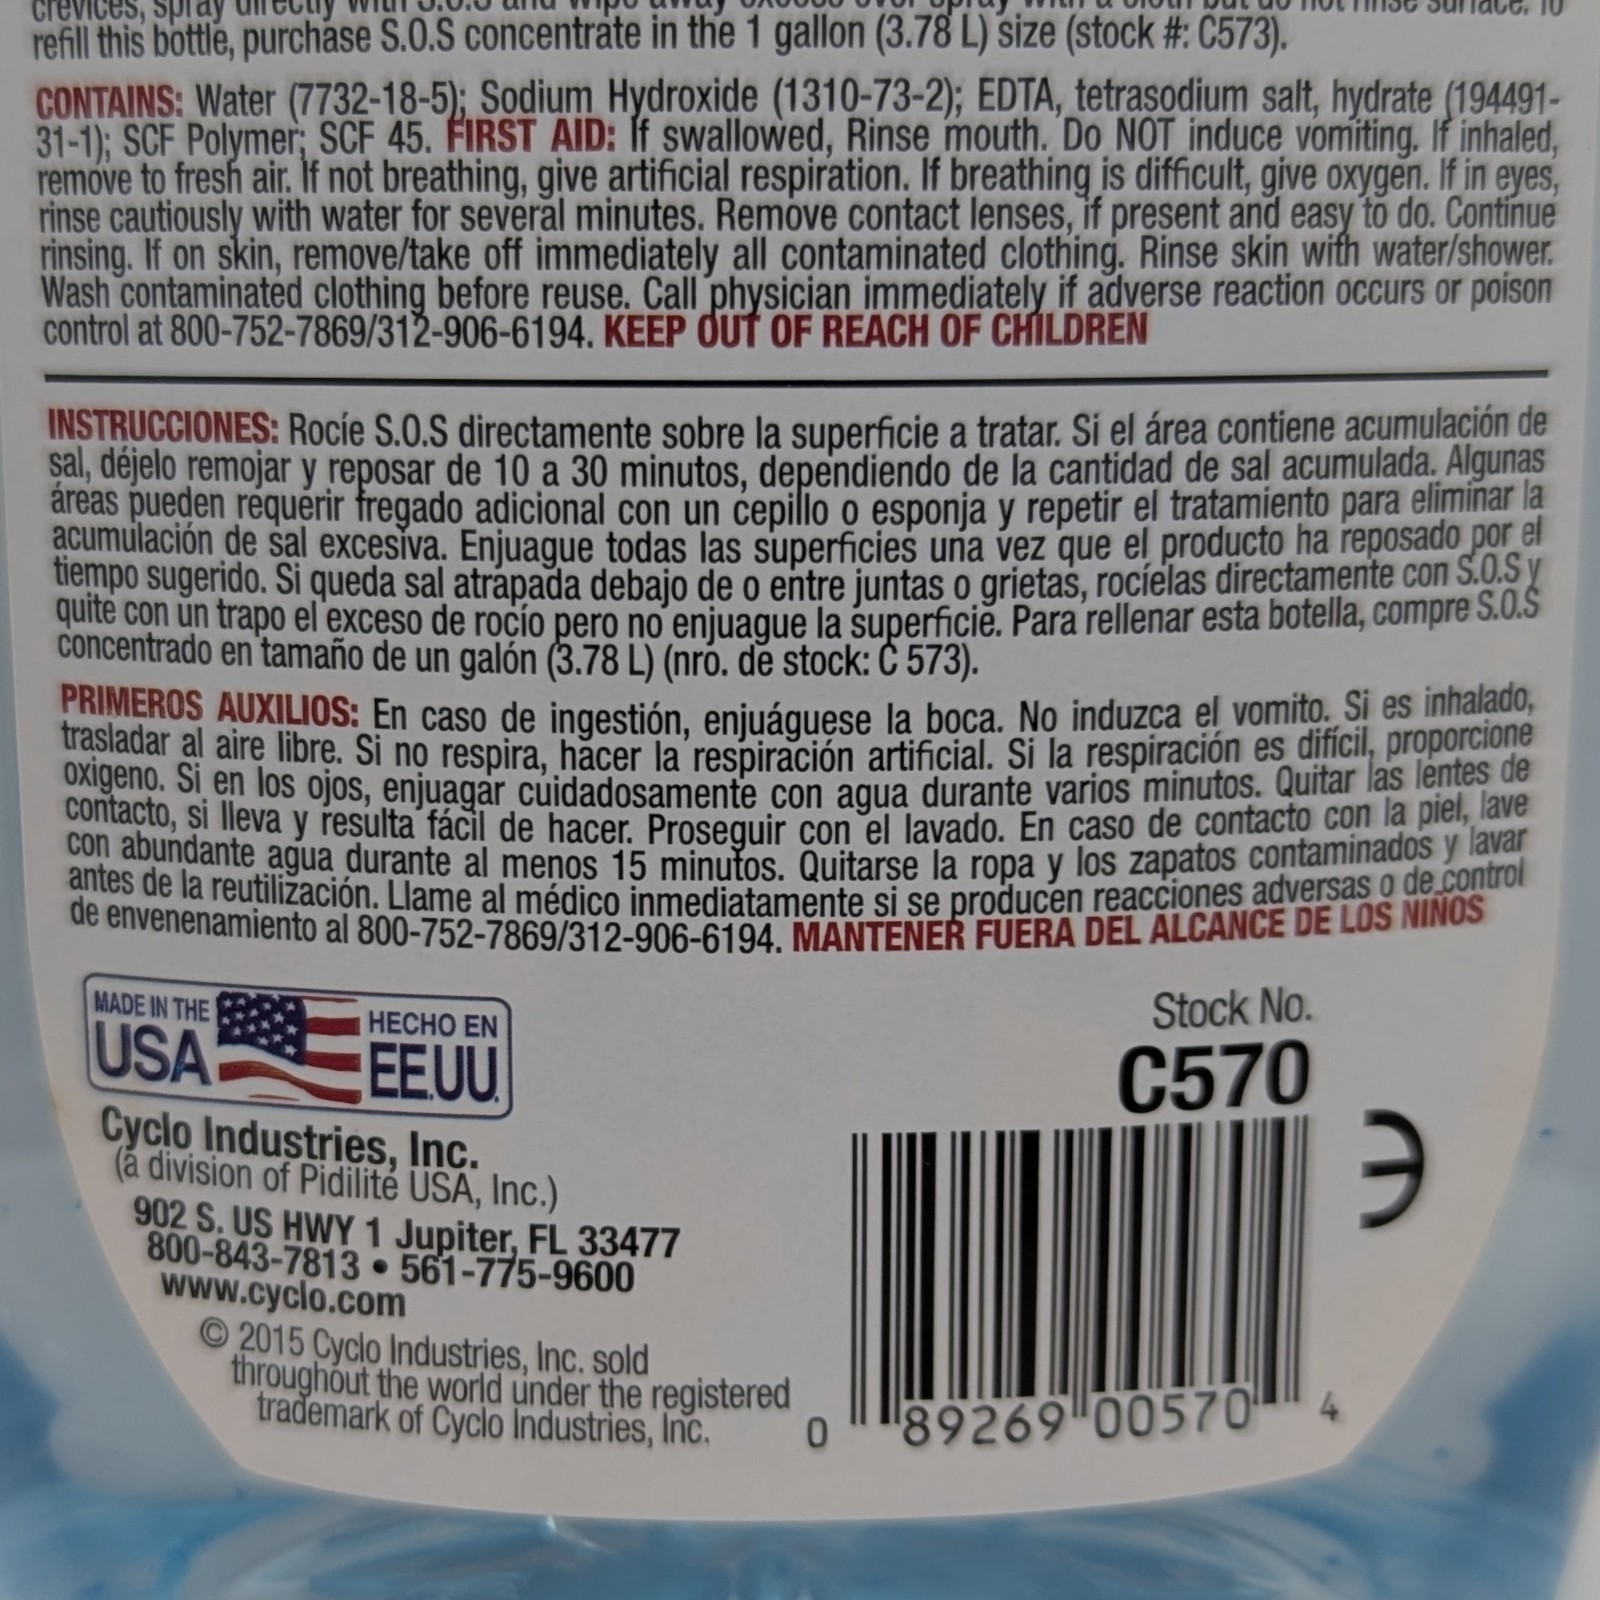 crevices, spray directly with S.O.S and wipe away excess over spray with a cloth but do not rinse surface. To
refill this bottle, purchase S.O.S concentrate in the 1 gallon (3.78 L) size (stock #: C573).
CONTAINS: Water (7732-18-5); Sodium Hydroxide (1310-73-2); EDTA, tetrasodium salt, hydrate (194491-
31-1); SCF Polymer; SCF 45. FIRST AID: If swallowed, Rinse mouth. Do NOT induce vomiting. If inhaled,
remove to fresh air. If not breathing, give artificial respiration. If breathing is difficult, give oxygen. If in eyes,
rinse cautiously with water for several minutes. Remove contact lenses, if present and easy to do. Continue
rinsing. If on skin, remove/take off immediately all contaminated clothing. Rinse skin with water/shower.
Wash contaminated clothing before reuse. Call physician immediately if adverse reaction occurs or poison
control at 800-752-7869/312-906-6194. KEEP OUT OF REACH OF CHILDREN
INSTRUCCIONES: Rocíe S.O.S directamente sobre la superficie a tratar. Si el área contiene acumulación de
sal, déjelo remojar y reposar de 10 a 30 minutos, dependiendo de la cantidad de sal acumulada. Algunas
áreas pueden requerir fregado adicional con un cepillo o esponja y repetir el tratamiento para eliminar la
acumulación de sal excesiva. Enjuague todas las superficies una vez que el producto ha reposado por el
tiempo sugerido. Si queda sal atrapada debajo de o entre juntas o grietas, rocíelas directamente con S.O.S y
quite con un trapo el exceso de rocío pero no enjuague la superficie. Para rellenar esta botella, compre S.O.S
concentrado en tamaño de un galón (3.78 L) (nro. de stock: C 573).
PRIMEROS AUXILIOS: En caso de ingestión, enjuáguese la boca. No induzca el vomito. Si es inhalado,
trasladar al aire libre. Si no respira, hacer la respiración artificial. Si la respiración es difícil, proporcione
oxigeno. Si en los ojos, enjuagar cuidadosamente con agua durante varios minutos. Quitar las lentes de
contacto, si lleva y resulta fácil de hacer. Proseguir con el lavado. En caso de contacto con la piel, lave
con abundante agua durante al menos 15 minutos. Quitarse la ropa y los zapatos contaminados y lavar
antes de la reutilización. Llame al médico inmediatamente si se producen reacciones adversas o de control
de envenenamiento al 800-752-7869/312-906-6194. MANTENER FUERA DEL ALCANCE DE LOS NIÑOS
MADE IN THE
USA
HECHO EN
EE.UU.
Cyclo Industries, Inc.
(a division of Pidilite USA, Inc.)
902 S. US HWY 1 Jupiter, FL 33477
800-843-7813 • 561-775-9600
www.cyclo.com
© 2015 Cyclo Industries, Inc. sold
throughout the world under the registered
trademark of Cyclo Industries, Inc.
Stock No.
C570
0 89269 00570 4